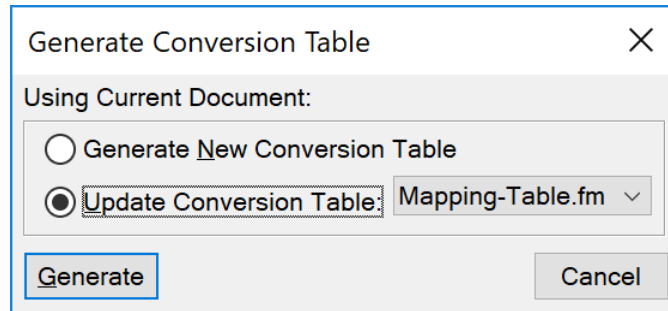 Generate Conversion Table
Using Current Document:
Generate New Conversion Table
Update Conversion Table: Mapping-Table.fm
Generate Cancel